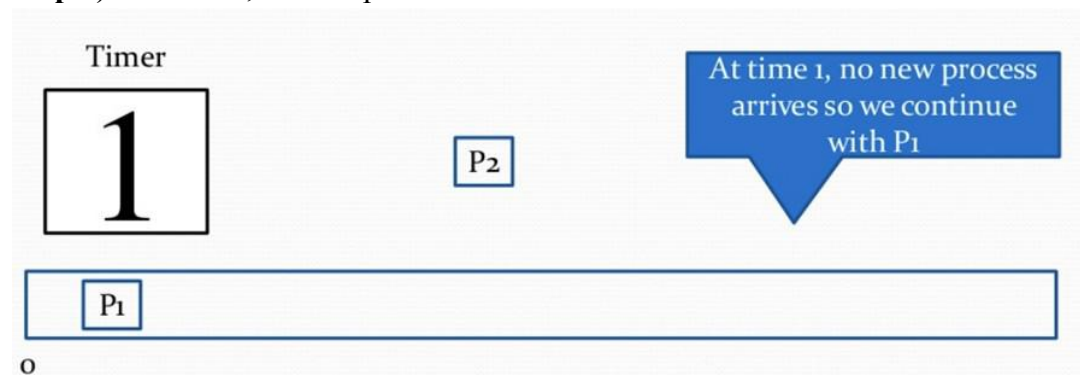 Timer
1
P2
At time 1, no new process
arrives so we continue
with P1
P1
0